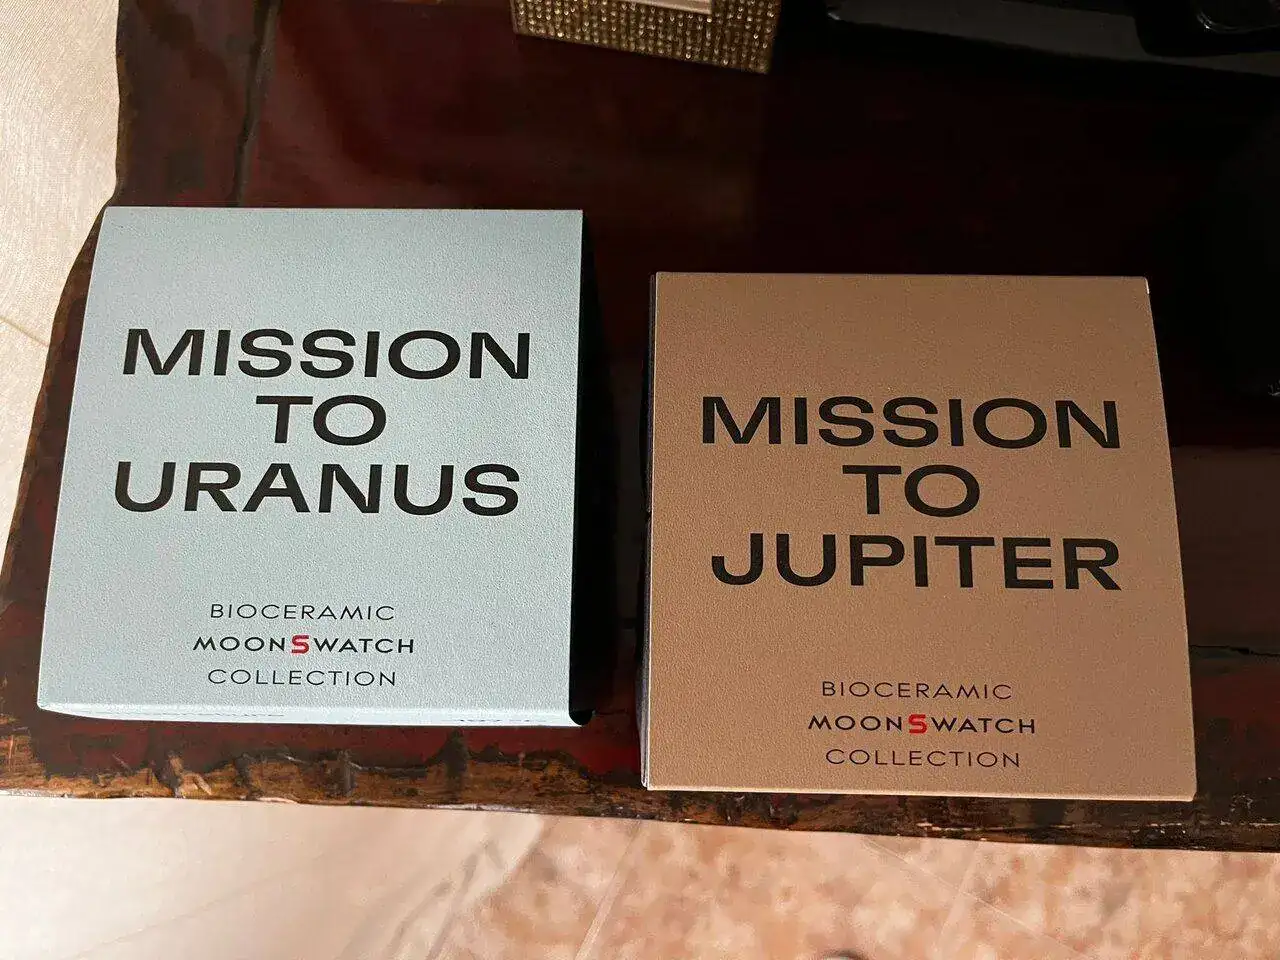 MISSION
TO
URANUS
BIOCERAMIC
MOONSWATCH
COLLECTION
MISSION
TO
JUPITER
BIOCERAMIC
MOONSWATCH
COLLECTION